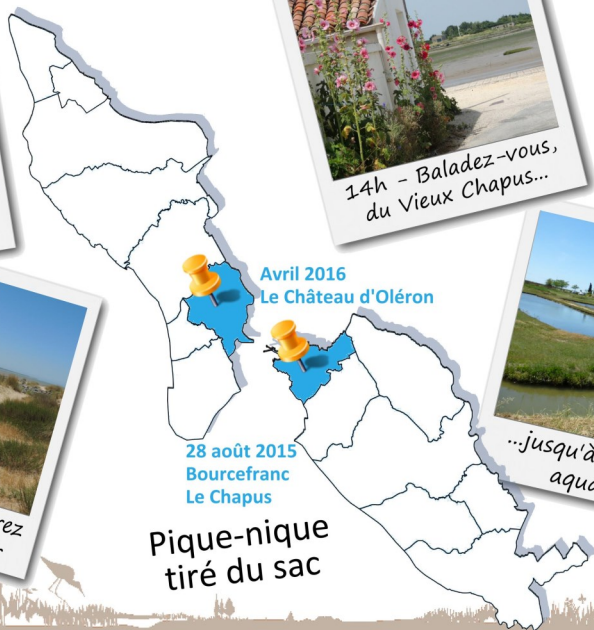 14h - Baladez-vous,
du Vieux Chapus...
Avril 2016
Le Château d'Oléron
...jusqu'à
28 août 2015
Bourcefranc
Le Chapus
Pique-nique
tiré du sac